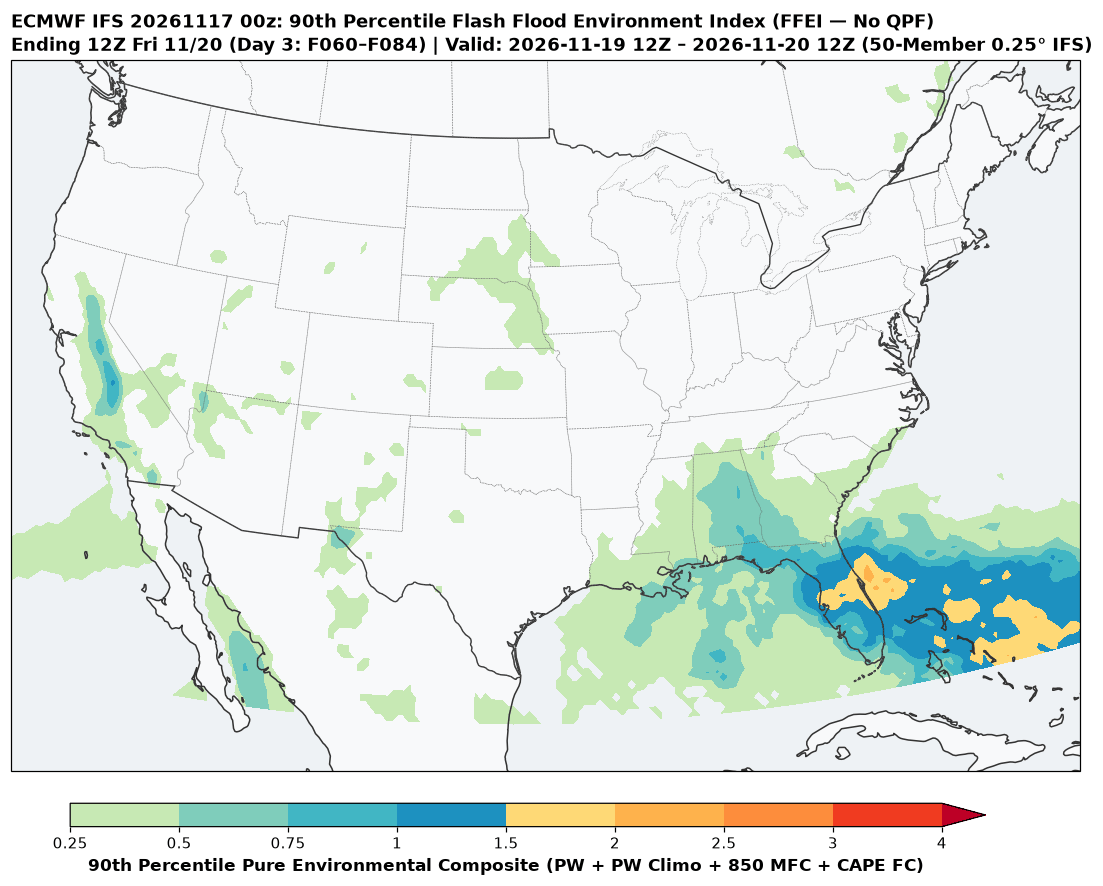 ECMWF IFS 20261117 00z: 90th Percentile Flash Flood Environment Index (FFEI — No QPF)
Ending 12Z Fri 11/20 (Day 3: F060–F084) | Valid: 2026-11-19 12Z – 2026-11-20 12Z (50-Member 0.25° IFS)
0.25 0.5 0.75 1 1.5 2 2.5 3 4
90th Percentile Pure Environmental Composite (PW + PW Climo + 850 MFC + CAPE FC)